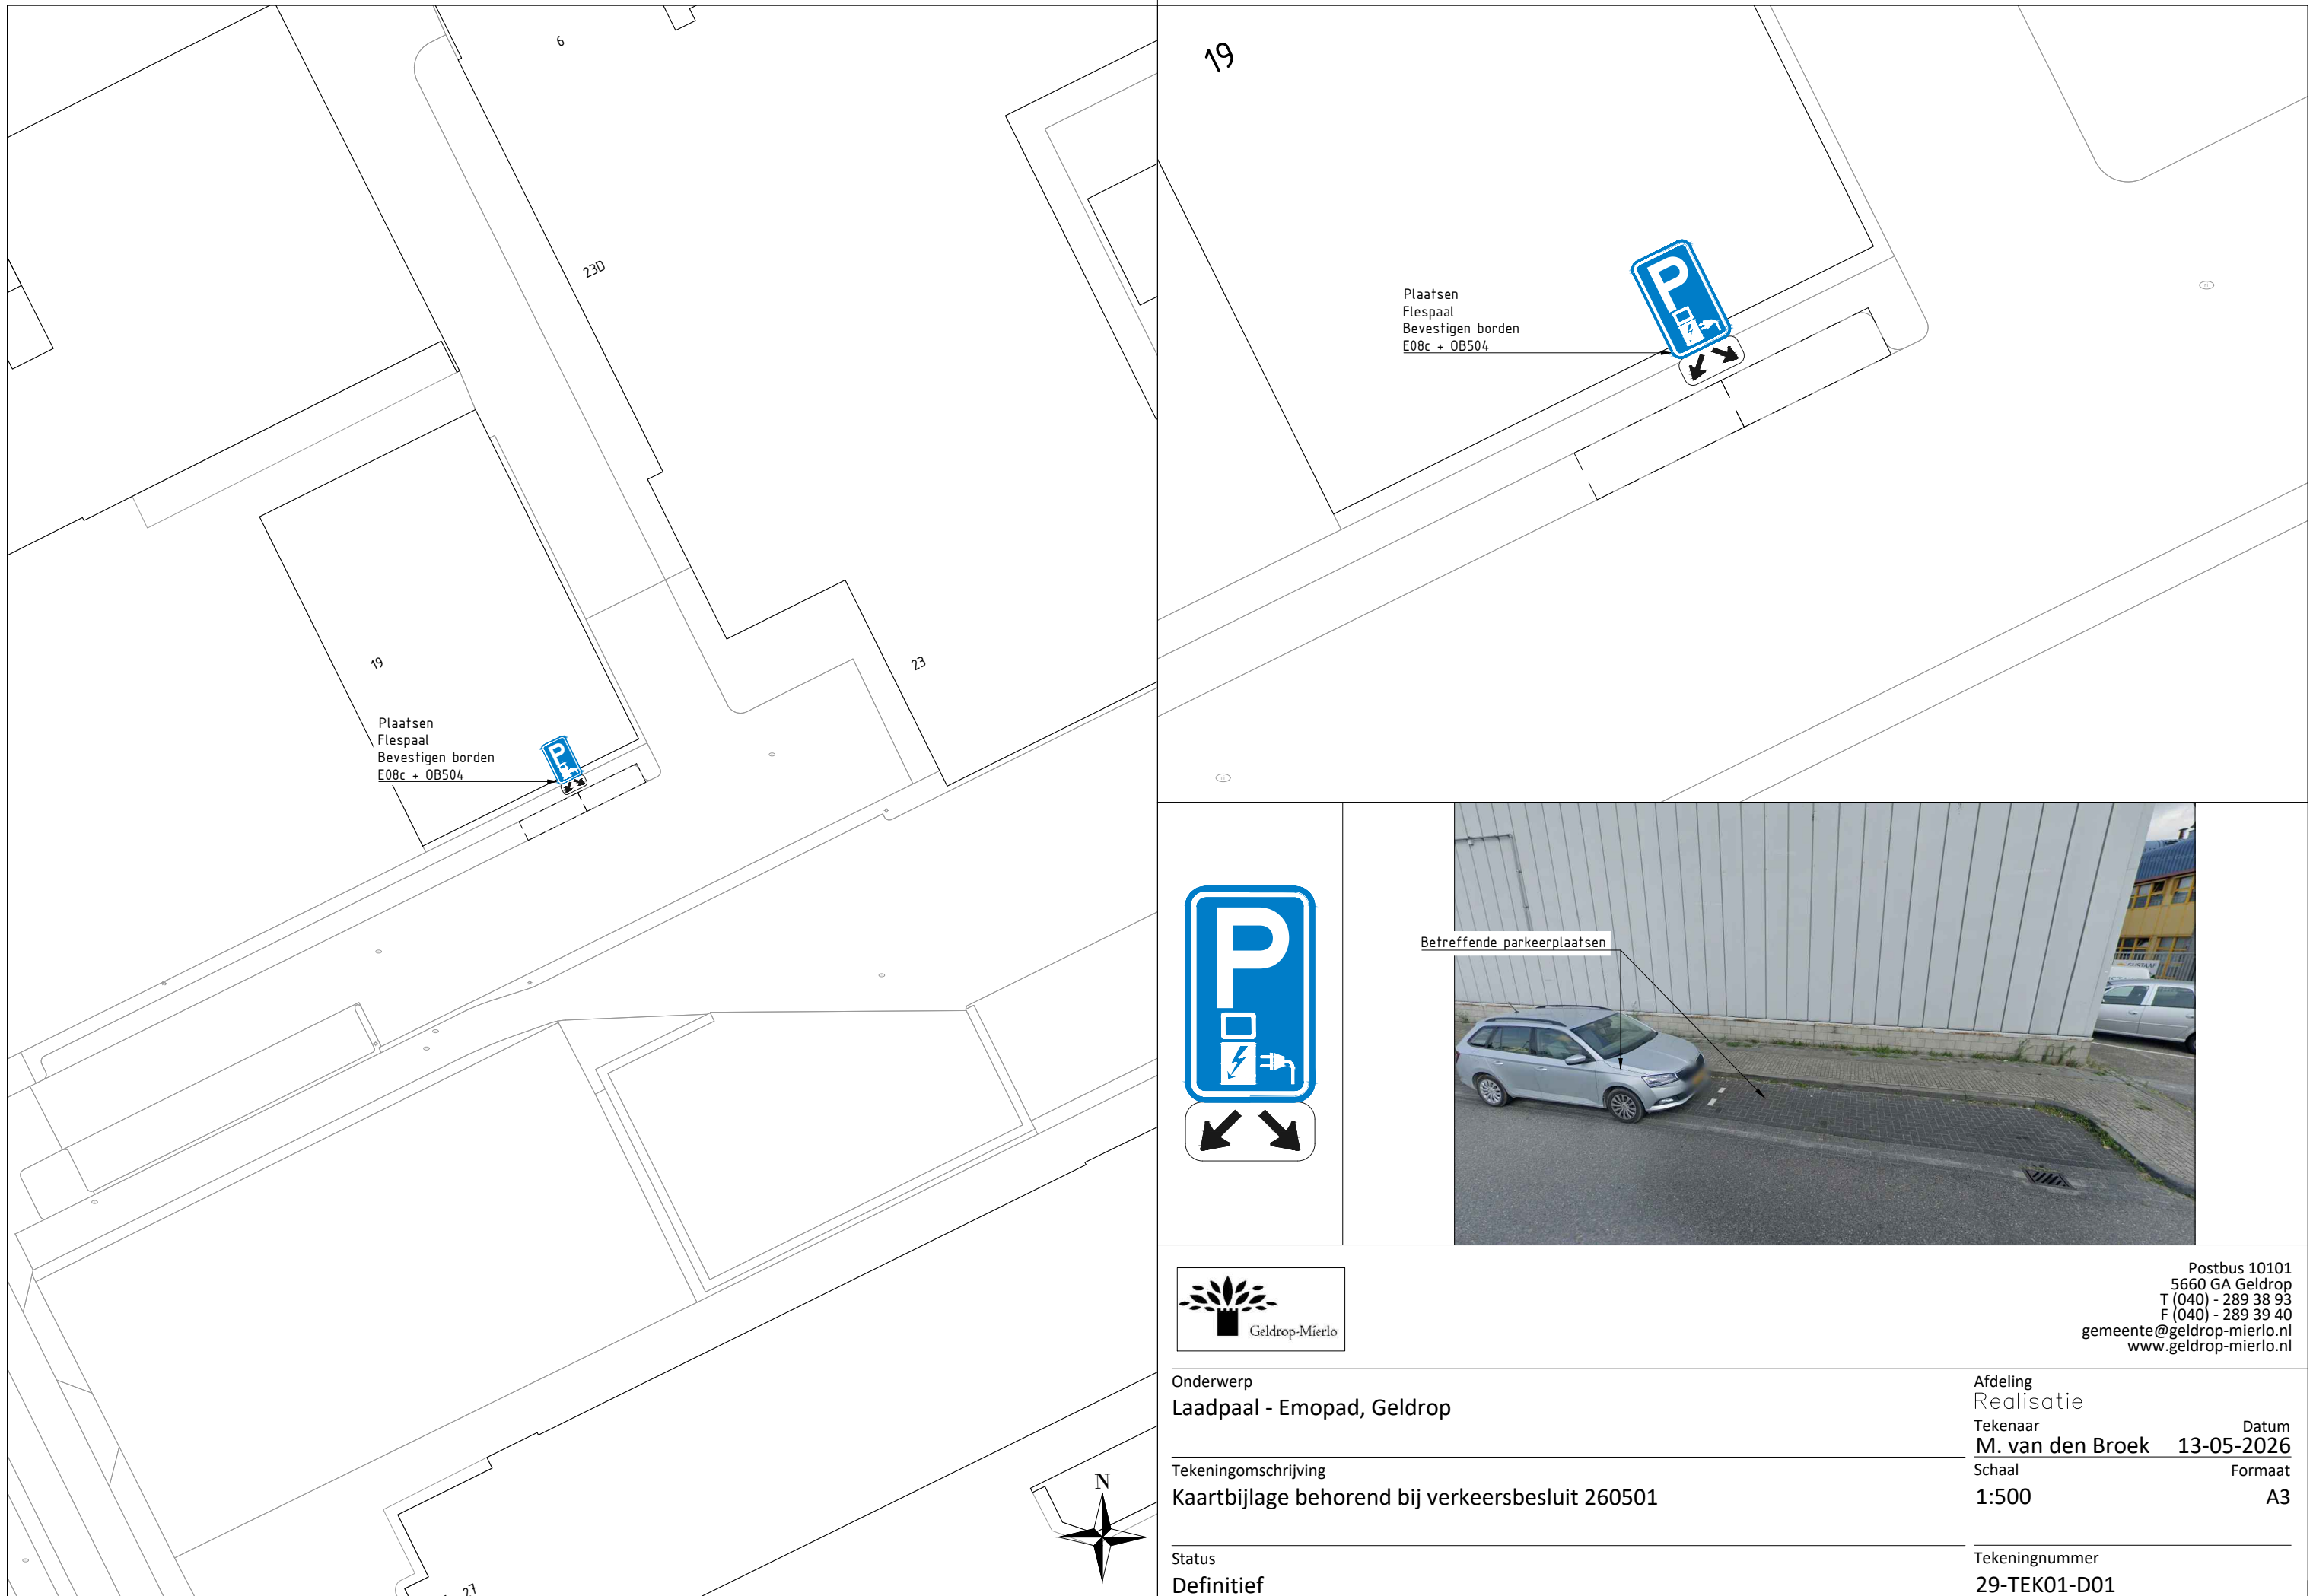 6
23D
19
23
Plaatsen
Flespaal
Bevestigen borden
E08c + OB504
P
27
N
19
Plaatsen
Flespaal
Bevestigen borden
E08c + OB504
P
P
Betreffende parkeerplaatsen
Geldrop-Mierlo
Postbus 10101
5660 GA Geldrop
T (040) - 289 38 93
F (040) - 289 39 40
gemeente@geldrop-mierlo.nl
www.geldrop-mierlo.nl
Onderwerp
Laadpaal - Emopad, Geldrop
Afdeling
Realisatie
Tekenaar Datum
M. van den Broek 13-05-2026
Tekeningomschrijving
Kaartbijlage behorend bij verkeersbesluit 260501
Schaal Formaat
1:500 A3
Status
Definitief
Tekeningnummer
29-TEK01-D01